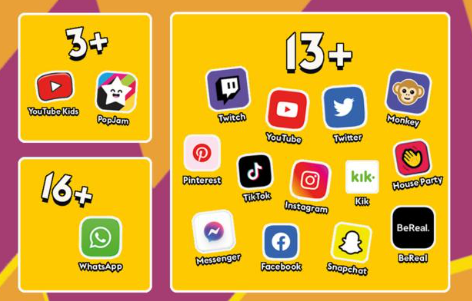 3+
YouTube Kids
PopJam
16+
WhatsApp
13+
Twitch
YouTube
Twitter
Monkey
Pinterest
TikTok
Instagram
kik·
Kik
House Party
Messenger
Facebook
Snapchat
BeReal.
BeReal